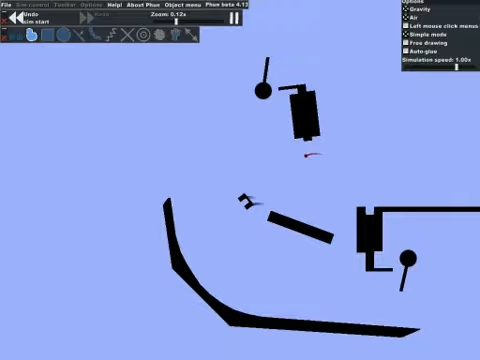 File Sim control Toolbar Options Help! About Phun Object menu Phun beta 4.13
Undo Redo Zoom: 0.12x
sim start
Options
Gravity
Air
Left mouse click menus
Simple mode
Free drawing
Auto-glue
Simulation speed: 1.00x